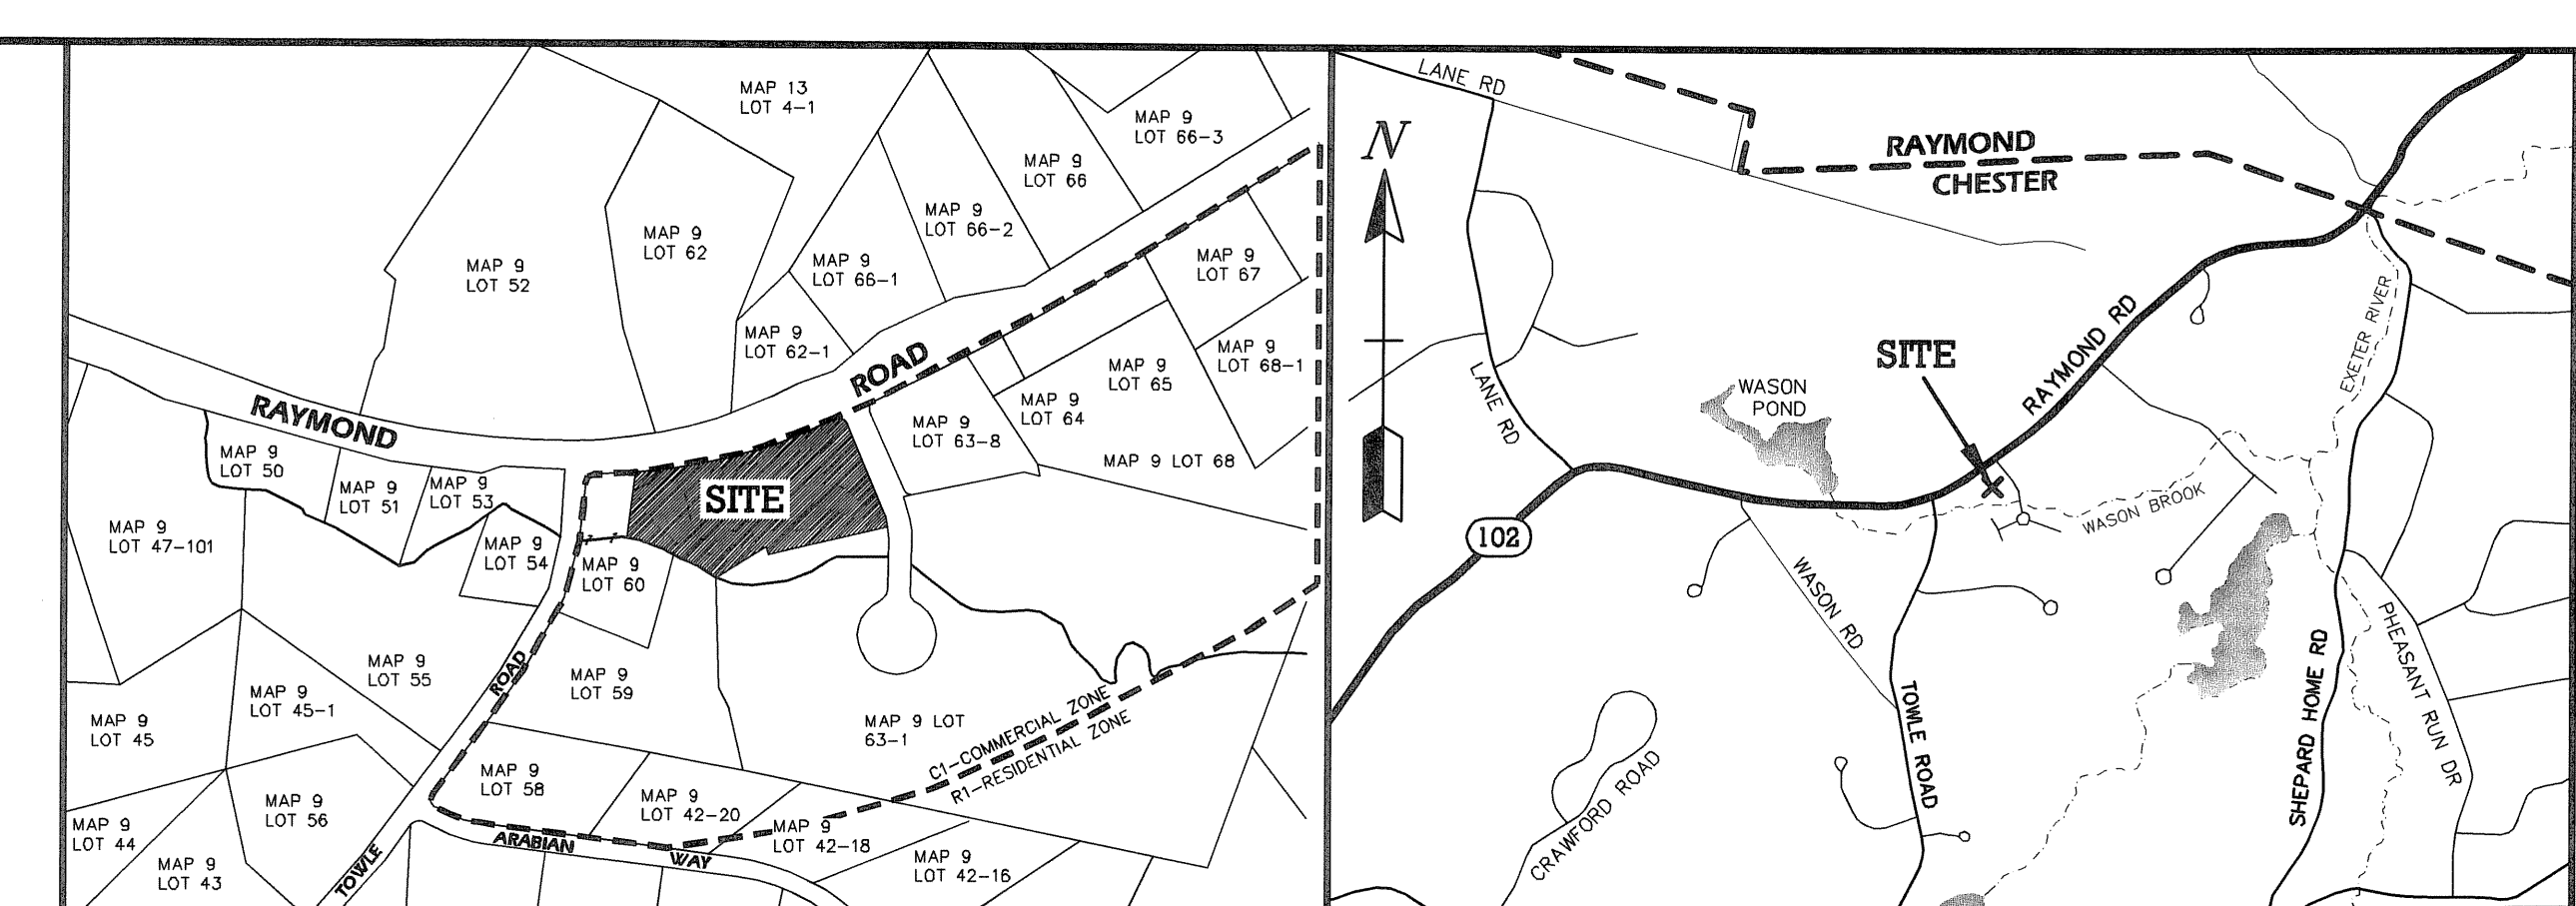 MAP 13
LOT 4-1
MAP 9
LOT 66-3
MAP 9
LOT 66
MAP 9
LOT 66-2
MAP 9
LOT 62
MAP 9
LOT 52
MAP 9
LOT 66-1
MAP 9
LOT 67
MAP 9
LOT 62-1
MAP 9
LOT 68-1
MAP 9
LOT 65
MAP 9
LOT 64
MAP 9
LOT 63-8
MAP 9 LOT 68
RAYMOND
ROAD
MAP 9
LOT 50
MAP 9
LOT 51
MAP 9
LOT 53
SITE
MAP 9
LOT 47-101
MAP 9
LOT 54
MAP 9
LOT 60
MAP 9
LOT 55
MAP 9
LOT 59
MAP 9
LOT 45-1
MAP 9
LOT 45
MAP 9 LOT
63-1
C1-COMMERCIAL ZONE
R1-RESIDENTIAL ZONE
MAP 9
LOT 58
MAP 9
LOT 42-20
MAP 9
LOT 42-18
MAP 9
LOT 42-16
MAP 9
LOT 56
MAP 9
LOT 44
MAP 9
LOT 43
TOWLE
ROAD
ARABIAN
WAY
LANE RD
N
RAYMOND
CHESTER
LANE RD
SITE
RAYMOND RD
WASON
POND
EXETER RIVER
102
WASON BROOK
WASON RD
TOWLE ROAD
CRAWFORD ROAD
SHEPARD HOME RD
PHEASANT RUN DR